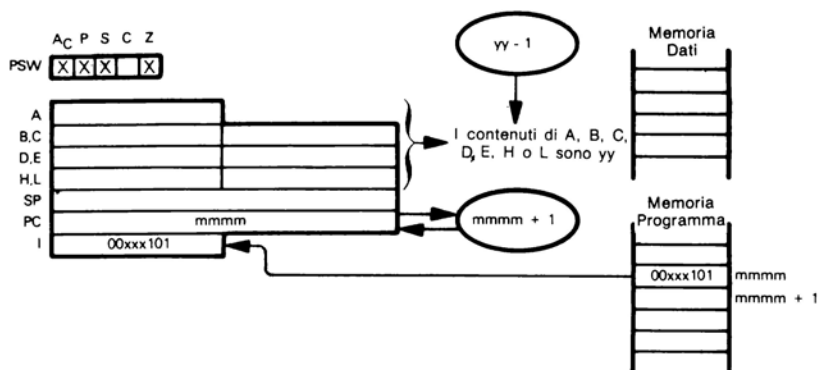 AC P S C Z
PSW X X X X
A
B,C
D,E
H,L
SP
PC mmmm
I 00xxx101
yy - 1
I contenuti di A, B, C,
D, E, H o L sono yy
mmmm + 1
Memoria
Dati
Memoria
Programma
00xxx101 mmmm
mmmm + 1